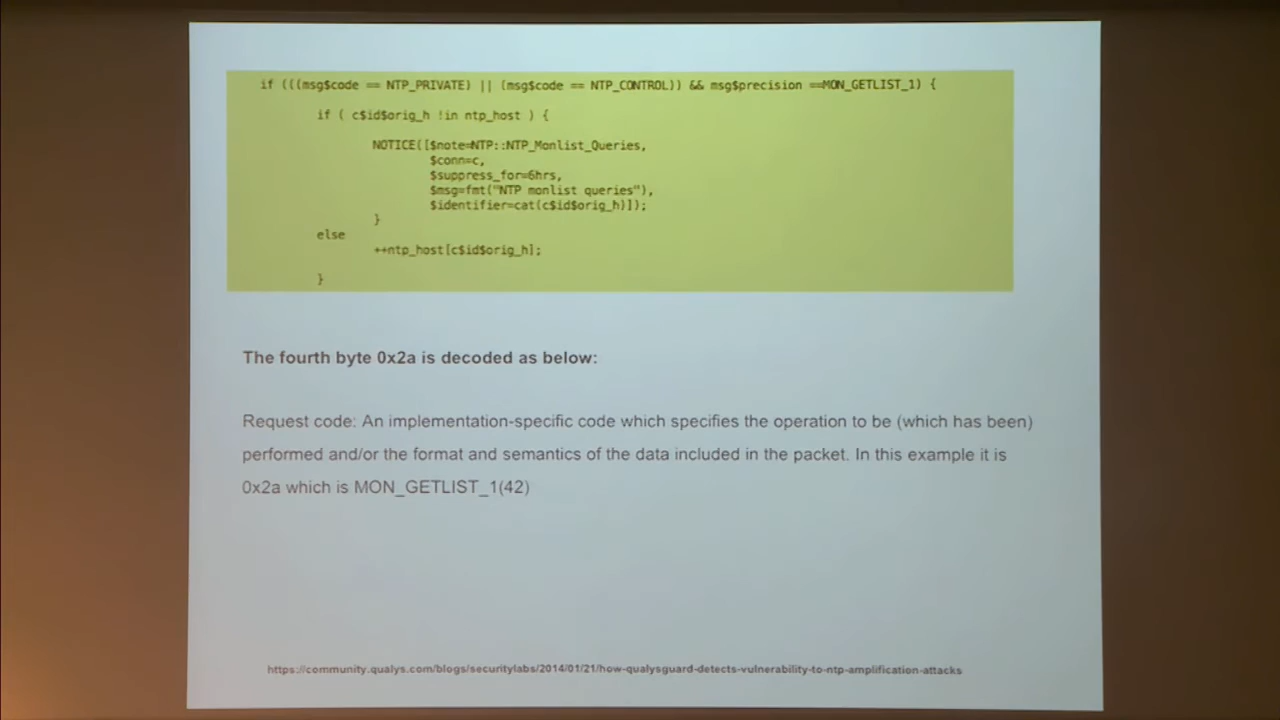 if (((msg$code == NTP_PRIVATE) || (msg$code == NTP_CONTROL)) && msg$precision ==MON_GETLIST_1) {
if ( c$id$orig_h !in ntp_host ) {
NOTICE([$note=NTP::NTP_Monlist_Queries,
$conn=c,
$suppress_for=6hrs,
$msg=fmt("NTP monlist queries"),
$identifier=cat(c$id$orig_h)]);
}
else
++ntp_host[c$id$orig_h];
}
The fourth byte 0x2a is decoded as below:
Request code: An implementation-specific code which specifies the operation to be (which has been)
performed and/or the format and semantics of the data included in the packet. In this example it is
0x2a which is MON_GETLIST_1(42)
https://community.qualys.com/blogs/securitylabs/2014/01/21/how-qualysguard-detects-vulnerability-to-ntp-amplification-attacks